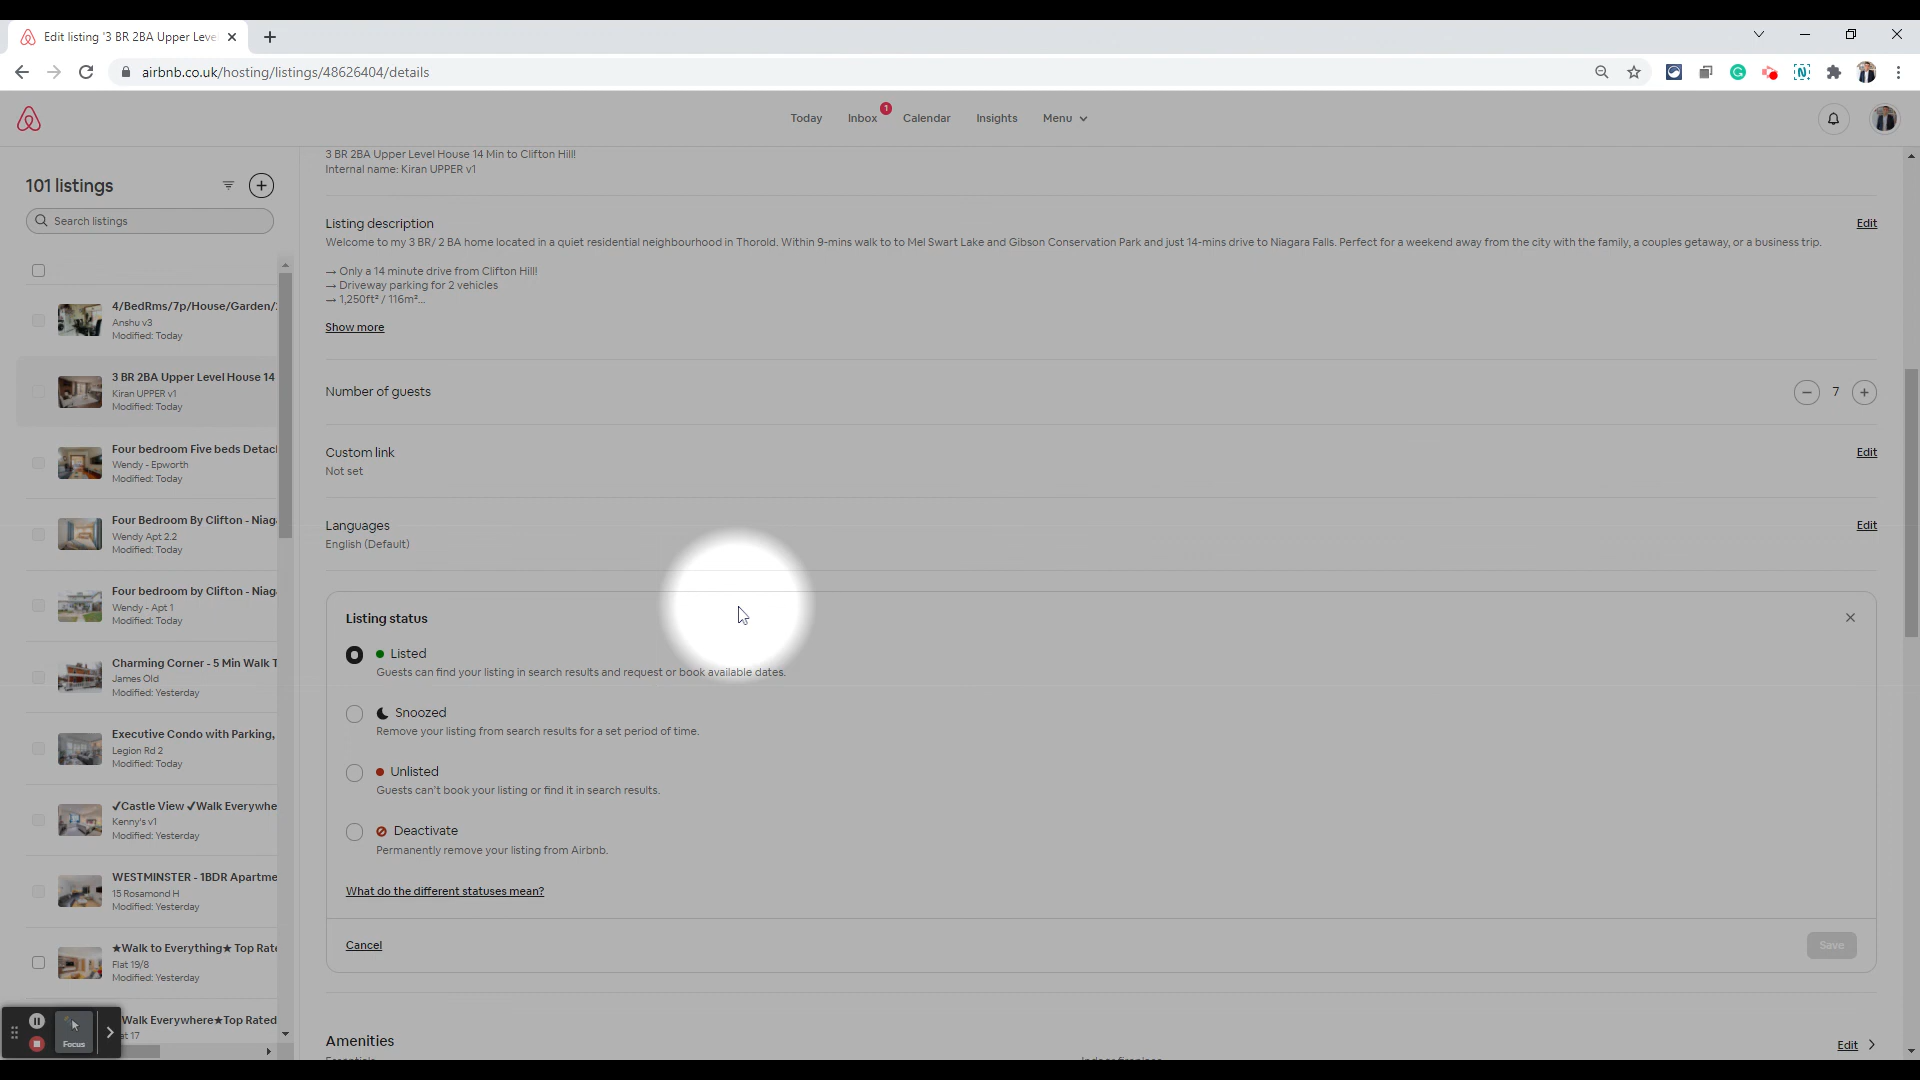 Edit listing '3 BR 2BA Upper Leve
airbnb.co.uk/hosting/listings/48626404/details
Today
Inbox
1
Calendar
Insights
Menu
101 listings
Search listings
4/BedRms/7p/House/Garden/
Anshu v3
Modified: Today
3 BR 2BA Upper Level House 14
Kiran UPPER v1
Modified: Today
Four bedroom Five beds Detac
Wendy - Epworth
Modified: Today
Four Bedroom By Clifton - Niag
Wendy Apt 2.2
Modified: Today
Four bedroom by Clifton - Niag
Wendy - Apt 1
Modified: Today
Charming Corner - 5 Min Walk T
James Old
Modified: Yesterday
Executive Condo with Parking,
Legion Rd 2
Modified: Today
✓Castle View ✓Walk Everywhe
Kenny's v1
Modified: Yesterday
WESTMINSTER - 1BDR Apartme
15 Rosamond H
Modified: Yesterday
★Walk to Everything★ Top Rat
Flat 19/8
Modified: Yesterday
Walk Everywhere★Top Rated
at 17
Focus
3 BR 2BA Upper Level House 14 Min to Clifton Hill!
Internal name: Kiran UPPER v1
Listing description
Edit
Welcome to my 3 BR/ 2 BA home located in a quiet residential neighbourhood in Thorold. Within 9-mins walk to to Mel Swart Lake and Gibson Conservation Park and just 14-mins drive to Niagara Falls. Perfect for a weekend away from the city with the family, a couples getaway, or a business trip.
→ Only a 14 minute drive from Clifton Hill!
→ Driveway parking for 2 vehicles
→ 1,250ft² / 116m²...
Show more
Number of guests
7
Custom link
Edit
Not set
Languages
Edit
English (Default)
Listing status
Listed
Guests can find your listing in search results and request or book available dates.
Snoozed
Remove your listing from search results for a set period of time.
Unlisted
Guests can't book your listing or find it in search results.
Deactivate
Permanently remove your listing from Airbnb.
What do the different statuses mean?
Cancel
Save
Amenities
Edit